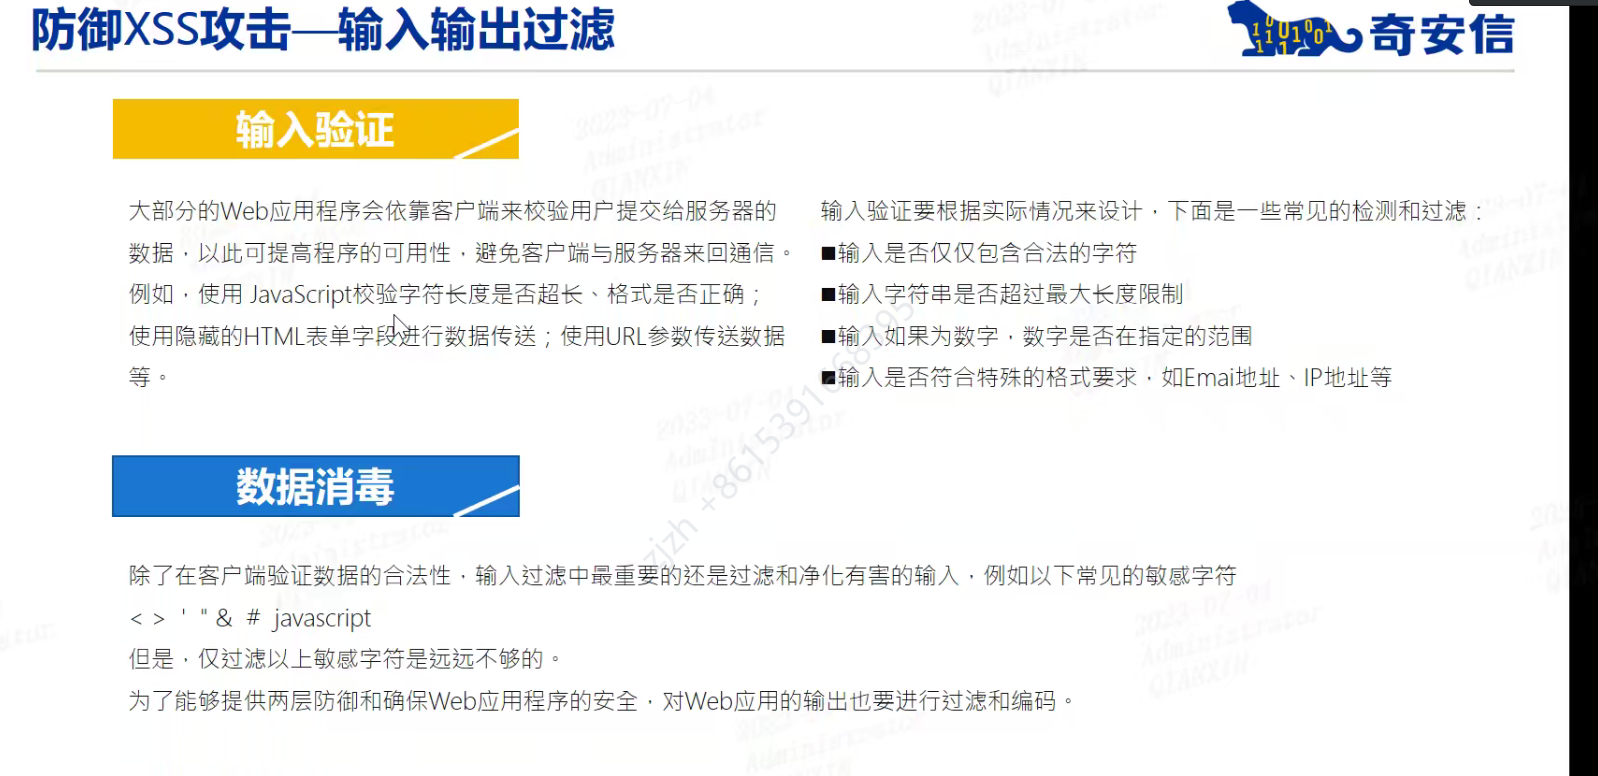 防御XSS攻击—输入输出过滤
奇安信
输入验证
大部分的Web应用程序会依靠客户端来校验用户提交给服务器的
数据，以此可提高程序的可用性，避免客户端与服务器来回通信。
例如，使用 JavaScript校验字符长度是否超长、格式是否正确；
使用隐藏的HTML表单字段进行数据传送；使用URL参数传送数据
等。
输入验证要根据实际情况来设计，下面是一些常见的检测和过滤：
■输入是否仅仅包含合法的字符
■输入字符串是否超过最大长度限制
■输入如果为数字，数字是否在指定的范围
■输入是否符合特殊的格式要求，如Emai地址、IP地址等
数据消毒
除了在客户端验证数据的合法性，输入过滤中最重要的还是过滤和净化有害的输入，例如以下常见的敏感字符
< > ' " & # javascript
但是，仅过滤以上敏感字符是远远不够的。
为了能够提供两层防御和确保Web应用程序的安全，对Web应用的输出也要进行过滤和编码。
2023-07-04
Administrator
QIANXIN